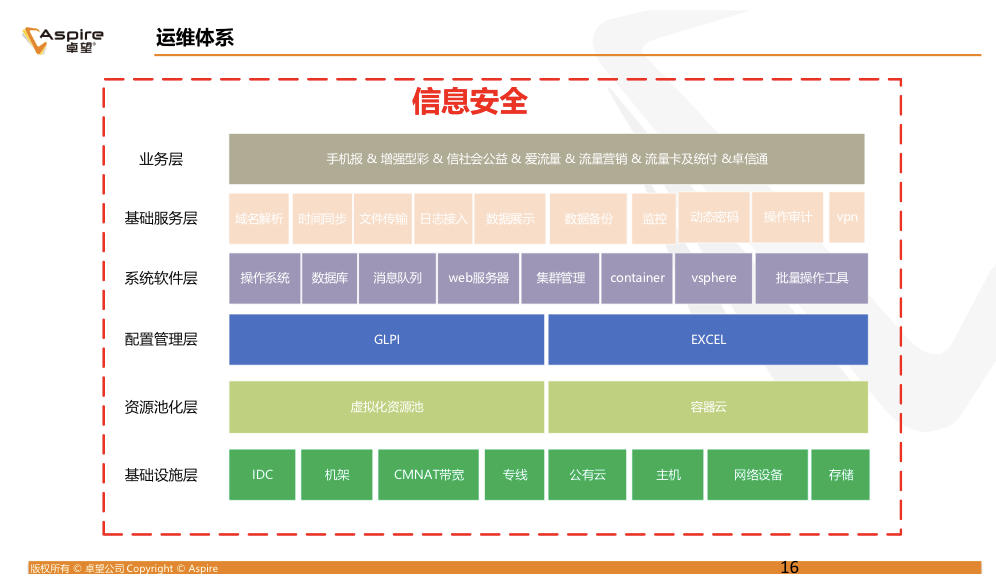 Aspire
卓望®
运维体系
信息安全
业务层
手机报 & 增强型彩 & 信社会公益 & 爱流量 & 流量营销 & 流量卡及统付 &卓信通
基础服务层
域名解析 时间同步 文件传输 日志接入 数据展示 数据备份 监控 动态密码 操作审计 vpn
系统软件层
操作系统 数据库 消息队列 web服务器 集群管理 container vsphere 批量操作工具
配置管理层
GLPI EXCEL
资源池化层
虚拟化资源池 容器云
基础设施层
IDC 机架 CMNAT带宽 专线 公有云 主机 网络设备 存储
版权所有 © 卓望公司 Copyright © Aspire
16